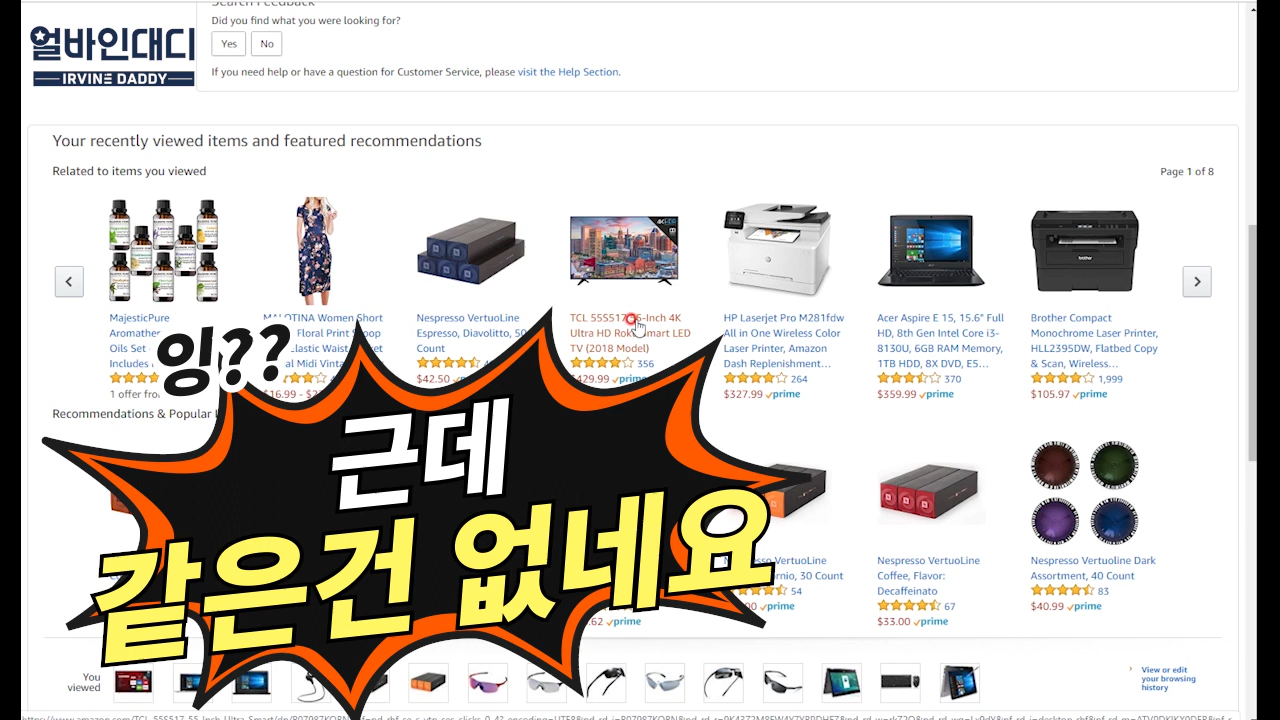 Search Feedback
Did you find what you were looking for?
Yes No
If you need help or have a question for Customer Service, please visit the Help Section.
얼바인대디
IRVINE DADDY
Your recently viewed items and featured recommendations
Related to items you viewed
Page 1 of 8
MajesticPure
Aromather
Oils Set
Includes
1 offer from
Women Short
Floral Print
Elastic Waist
Midi
$16.99 -
Nespresso VertuoLine
Espresso, Diavolitto, 50
Count
$42.50
TCL 55S517 55-Inch 4K
Ultra HD Roku Smart LED
TV (2018 Model)
356
$429.99 prime
HP Laserjet Pro M281fdw
All in One Wireless Color
Laser Printer, Amazon
Dash Replenishment...
264
$327.99 prime
Acer Aspire E 15, 15.6" Full
HD, 8th Gen Intel Core i3-
8130U, 6GB RAM Memory,
1TB HDD, 8X DVD, E5...
370
$359.99 prime
Brother Compact
Monochrome Laser Printer,
HLL2395DW, Flatbed Copy
& Scan, Wireless...
1,999
$105.97 prime
잉??
근데
같은건 없네요
Recommendations & Popular
.62 prime
Nespresso VertuoLine
30 Count
54
prime
Nespresso VertuoLine
Coffee, Flavor:
Decaffeinato
67
$33.00 prime
Nespresso Vertuoline Dark
Assortment, 40 Count
83
$40.99 prime
You
viewed
View or edit
your browsing
history